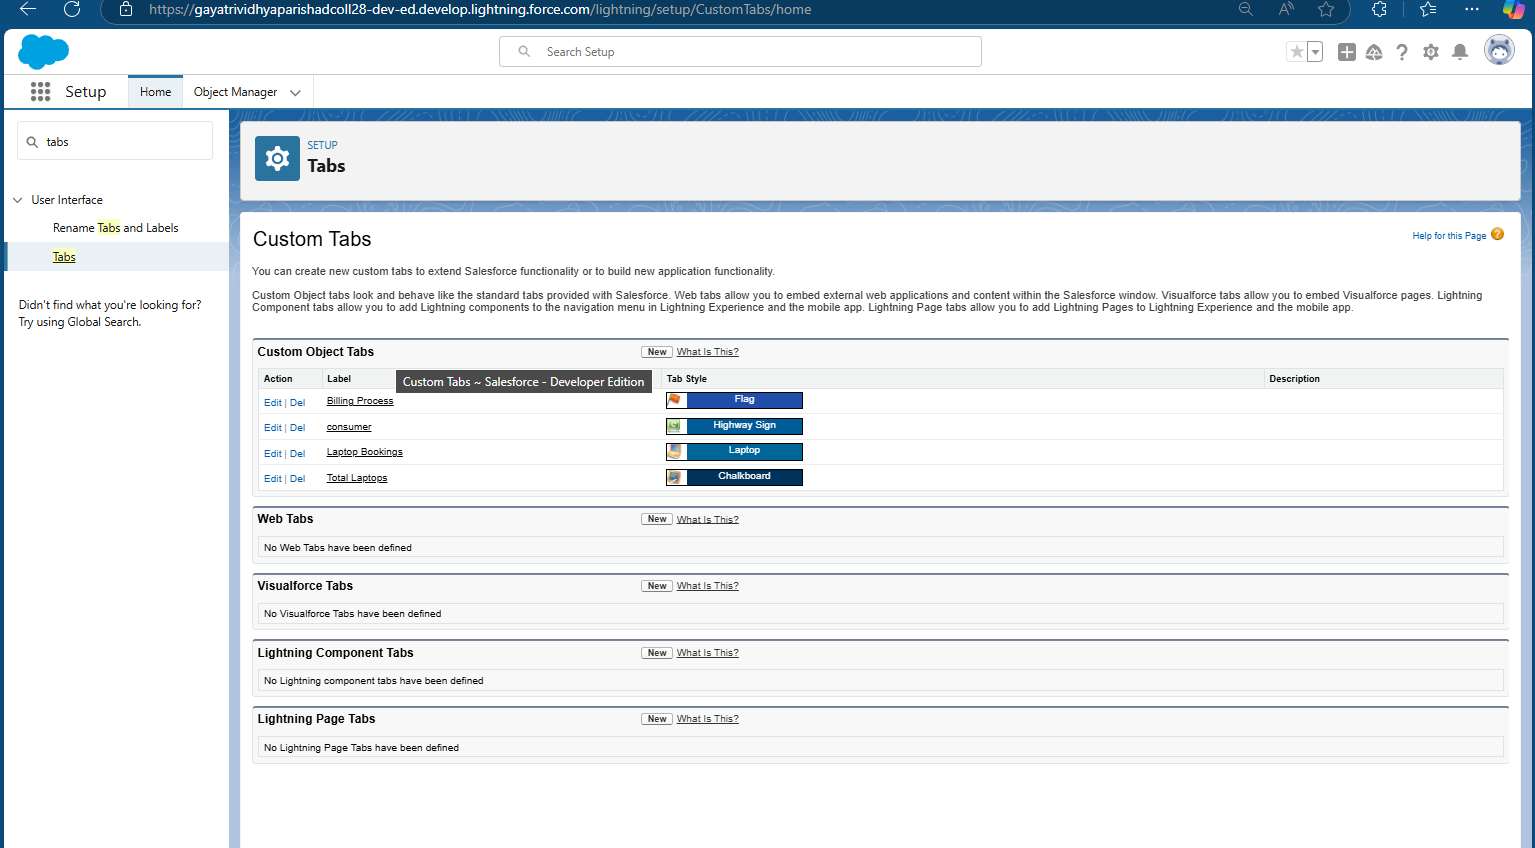 https://gayatrividhyaparishadcoll28-dev-ed.develop.lightning.force.com/lightning/setup/CustomTabs/home
Search Setup
Setup
Home
Object Manager
tabs
User Interface
Rename Tabs and Labels
Tabs
Didn't find what you're looking for?
Try using Global Search.
SETUP
Tabs
Custom Tabs
Help for this Page
You can create new custom tabs to extend Salesforce functionality or to build new application functionality.
Custom Object tabs look and behave like the standard tabs provided with Salesforce. Web tabs allow you to embed external web applications and content within the Salesforce window. Visualforce tabs allow you to embed Visualforce pages. Lightning
Component tabs allow you to add Lightning components to the navigation menu in Lightning Experience and the mobile app. Lightning Page tabs allow you to add Lightning Pages to Lightning Experience and the mobile app.
Custom Object Tabs New What Is This?
Action Label Tab Style Description
Custom Tabs ~ Salesforce - Developer Edition
Edit | Del Billing Process Flag
Edit | Del consumer Highway Sign
Edit | Del Laptop Bookings Laptop
Edit | Del Total Laptops Chalkboard
Web Tabs New What Is This?
No Web Tabs have been defined
Visualforce Tabs New What Is This?
No Visualforce Tabs have been defined
Lightning Component Tabs New What Is This?
No Lightning component tabs have been defined
Lightning Page Tabs New What Is This?
No Lightning Page Tabs have been defined